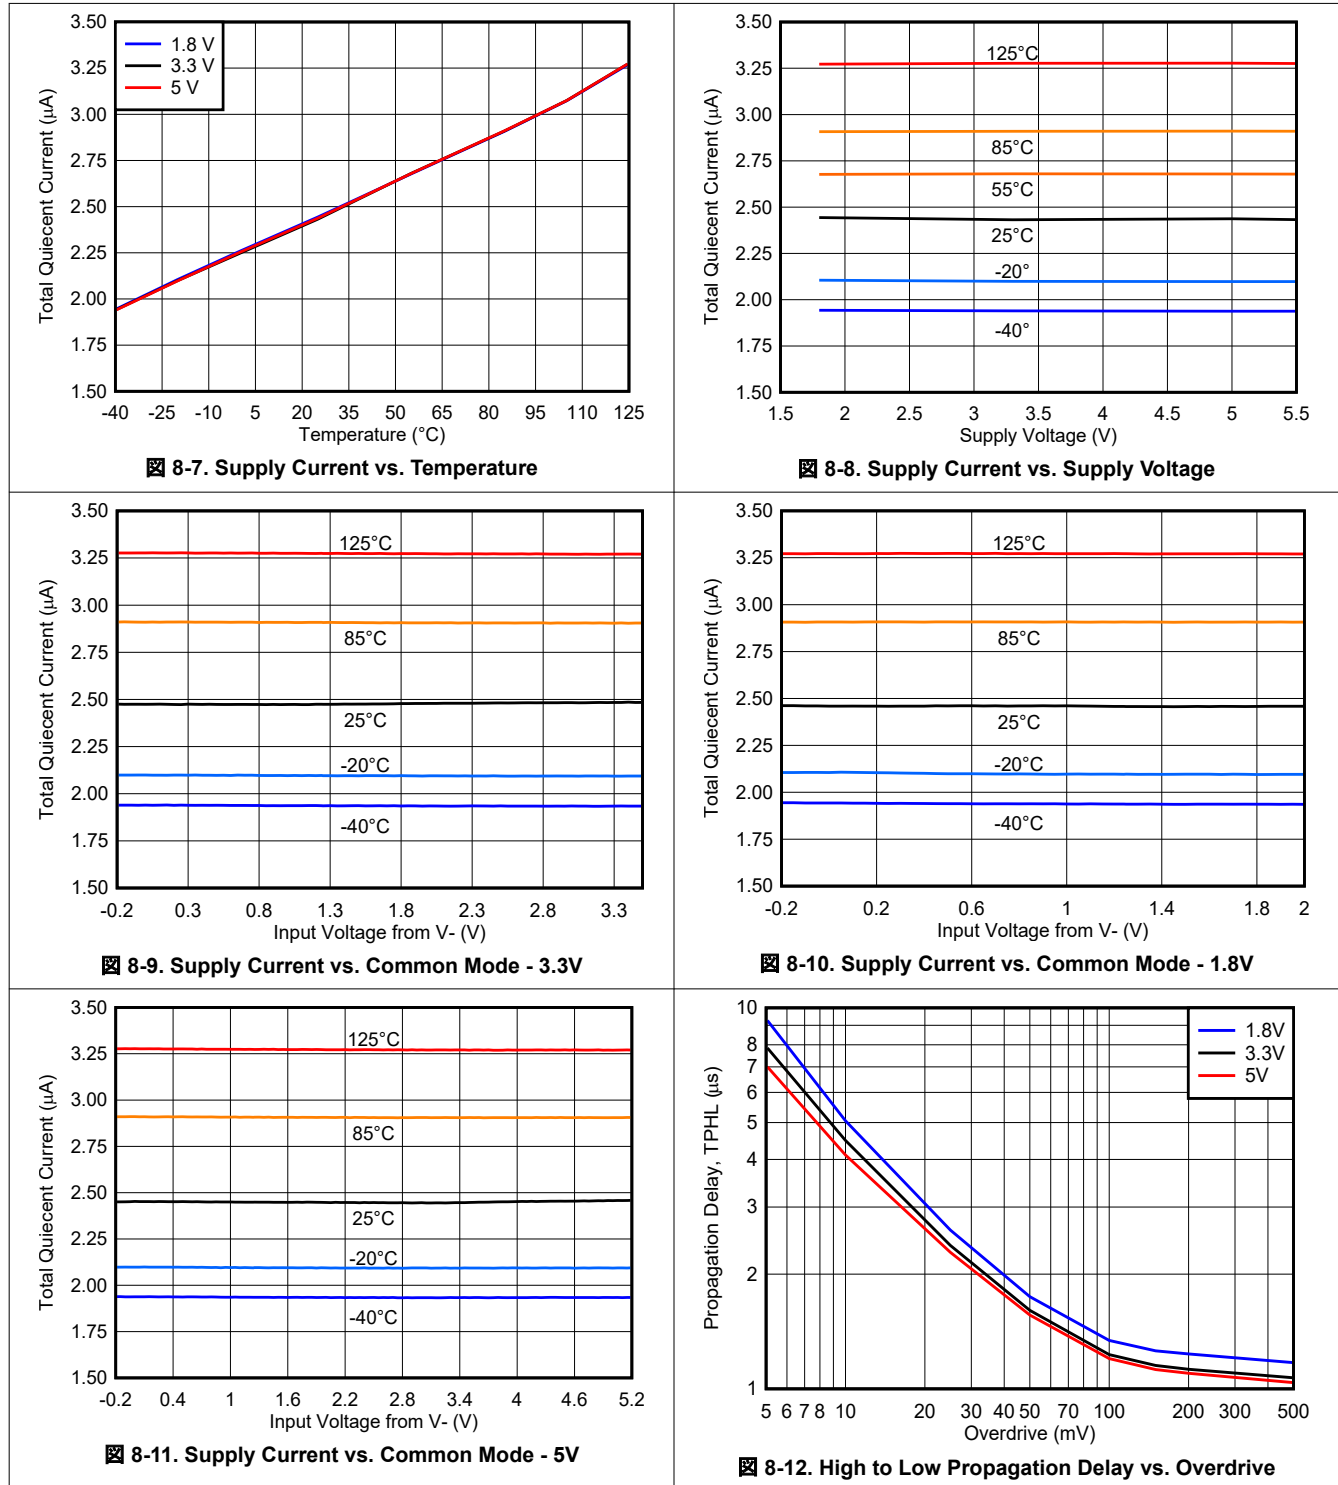 3.50
3.25
3.00
2.75
2.50
2.25
2.00
1.75
1.50
Total Quiecent Current (μA)
1.8 V
3.3 V
5 V
-40 -25 -10 5 20 35 50 65 80 95 110 125
Temperature (°C)
図 8-7. Supply Current vs. Temperature
3.50
3.25
3.00
2.75
2.50
2.25
2.00
1.75
1.50
Total Quiecent Current (μA)
125°C
85°C
55°C
25°C
-20°
-40°
1.5 2 2.5 3 3.5 4 4.5 5 5.5
Supply Voltage (V)
図 8-8. Supply Current vs. Supply Voltage
3.50
3.25
3.00
2.75
2.50
2.25
2.00
1.75
1.50
Total Quiecent Current (μA)
125°C
85°C
25°C
-20°C
-40°C
-0.2 0.3 0.8 1.3 1.8 2.3 2.8 3.3
Input Voltage from V- (V)
図 8-9. Supply Current vs. Common Mode - 3.3V
3.50
3.25
3.00
2.75
2.50
2.25
2.00
1.75
1.50
Total Quiecent Current (μA)
125°C
85°C
25°C
-20°C
-40°C
-0.2 0.2 0.6 1 1.4 1.8 2
Input Voltage from V- (V)
図 8-10. Supply Current vs. Common Mode - 1.8V
3.50
3.25
3.00
2.75
2.50
2.25
2.00
1.75
1.50
Total Quiecent Current (μA)
125°C
85°C
25°C
-20°C
-40°C
-0.2 0.4 1 1.6 2.2 2.8 3.4 4 4.6 5.2
Input Voltage from V- (V)
図 8-11. Supply Current vs. Common Mode - 5V
10
8
7
6
5
4
3
2
1
Propagation Delay, TPHL (μs)
1.8V
3.3V
5V
5 6 7 8 10 20 30 40 50 70 100 200 300 500
Overdrive (mV)
図 8-12. High to Low Propagation Delay vs. Overdrive